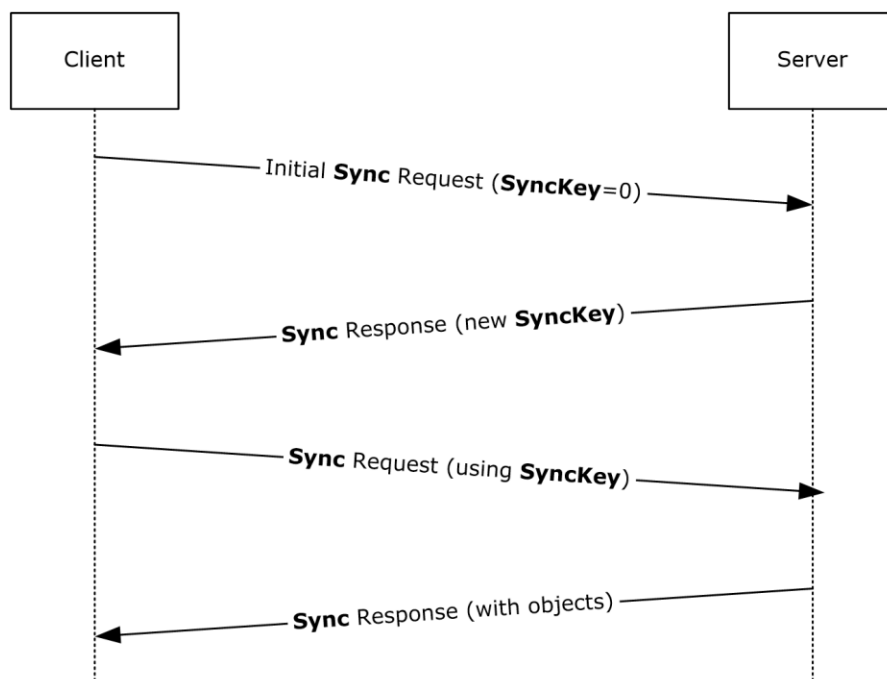 Client
Server
Initial Sync Request (SyncKey=0)
Sync Response (new SyncKey)
Sync Request (using SyncKey)
Sync Response (with objects)